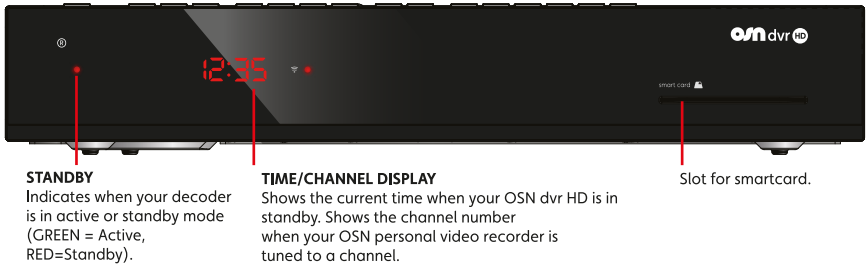 ®
OSN dvr HD
12:35
smart card
STANDBY
Indicates when your decoder
is in active or standby mode
(GREEN = Active,
RED=Standby).
TIME/CHANNEL DISPLAY
Shows the current time when your OSN dvr HD is in
standby. Shows the channel number
when your OSN personal video recorder is
tuned to a channel.
Slot for smartcard.